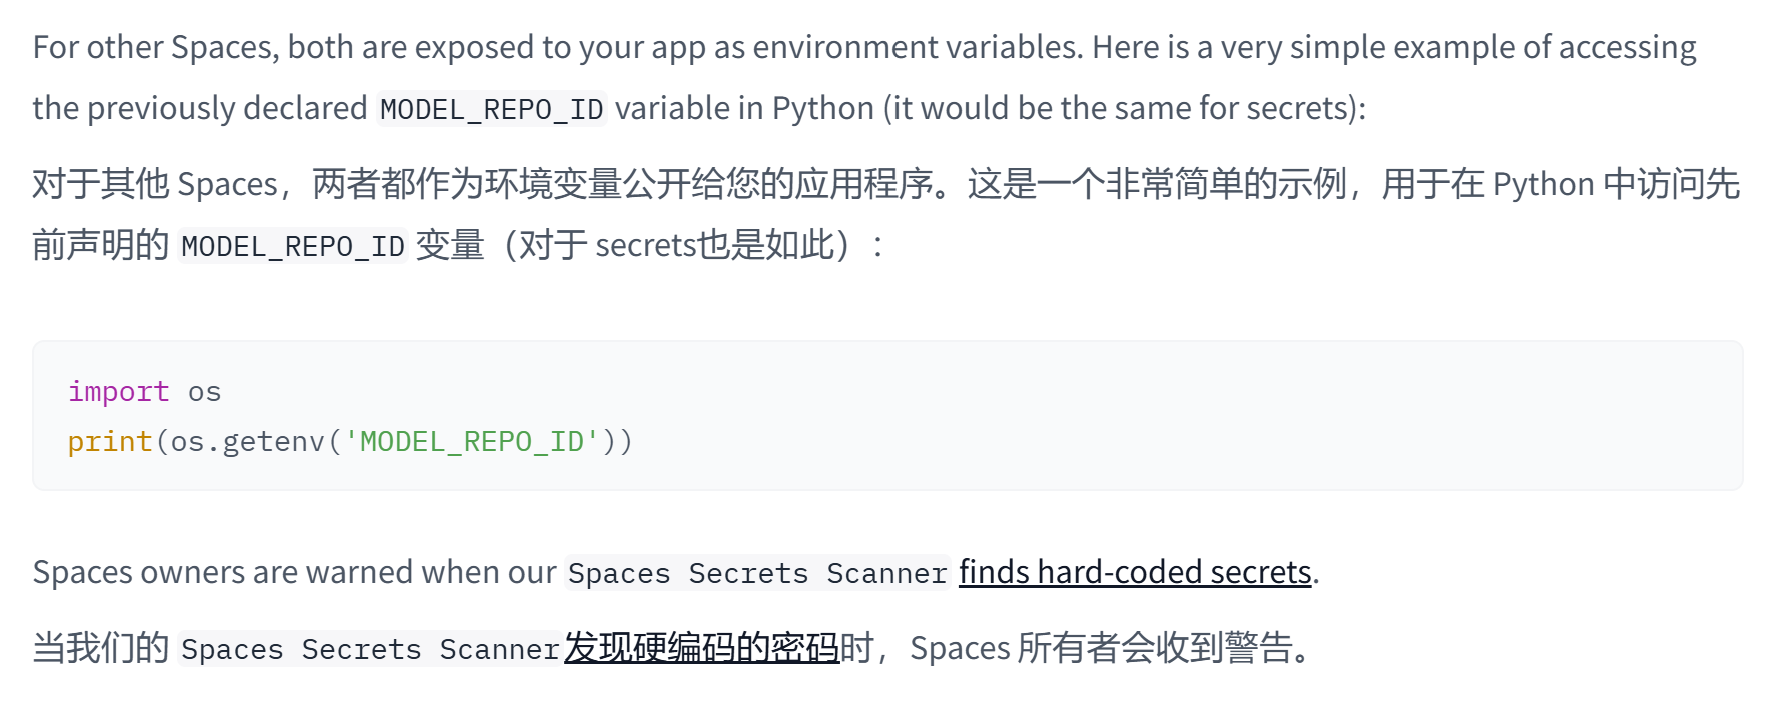 For other Spaces, both are exposed to your app as environment variables. Here is a very simple example of accessing
the previously declared MODEL_REPO_ID variable in Python (it would be the same for secrets):
对于其他 Spaces，两者都作为环境变量公开给您的应用程序。这是一个非常简单的示例，用于在 Python 中访问先
前声明的 MODEL_REPO_ID 变量（对于 secrets也是如此）：
import os
print(os.getenv('MODEL_REPO_ID'))
Spaces owners are warned when our Spaces Secrets Scanner finds hard-coded secrets.
当我们的 Spaces Secrets Scanner发现硬编码的密码时，Spaces 所有者会收到警告。